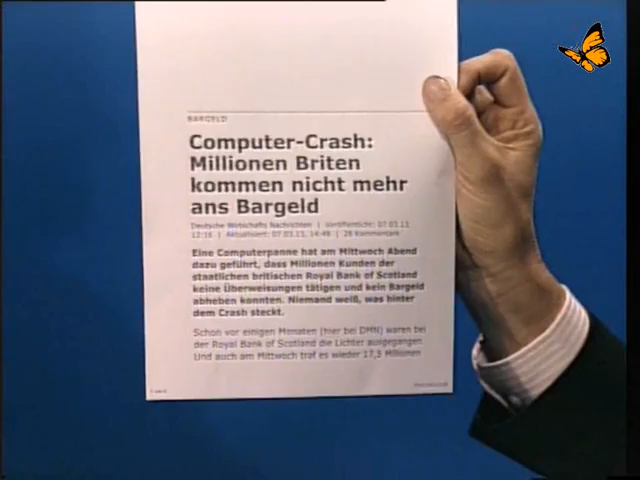 BARGELD
Computer-Crash:
Millionen Briten
kommen nicht mehr
ans Bargeld
Deutsche Wirtschafts Nachrichten | Veröffentlicht: 07.03.13
12:16 | Aktualisiert: 07.03.13, 14:48 | 28 Kommentare
Eine Computerpanne hat am Mittwoch Abend
dazu geführt, dass Millionen Kunden der
staatlichen britischen Royal Bank of Scotland
keine Überweisungen tätigen und kein Bargeld
abheben konnten. Niemand weiß, was hinter
dem Crash steckt.
Schon vor einigen Monaten (hier bei DMN) waren bei
der Royal Bank of Scotland die Lichter ausgegangen.
Und auch am Mittwoch traf es wieder 17,5 Millionen